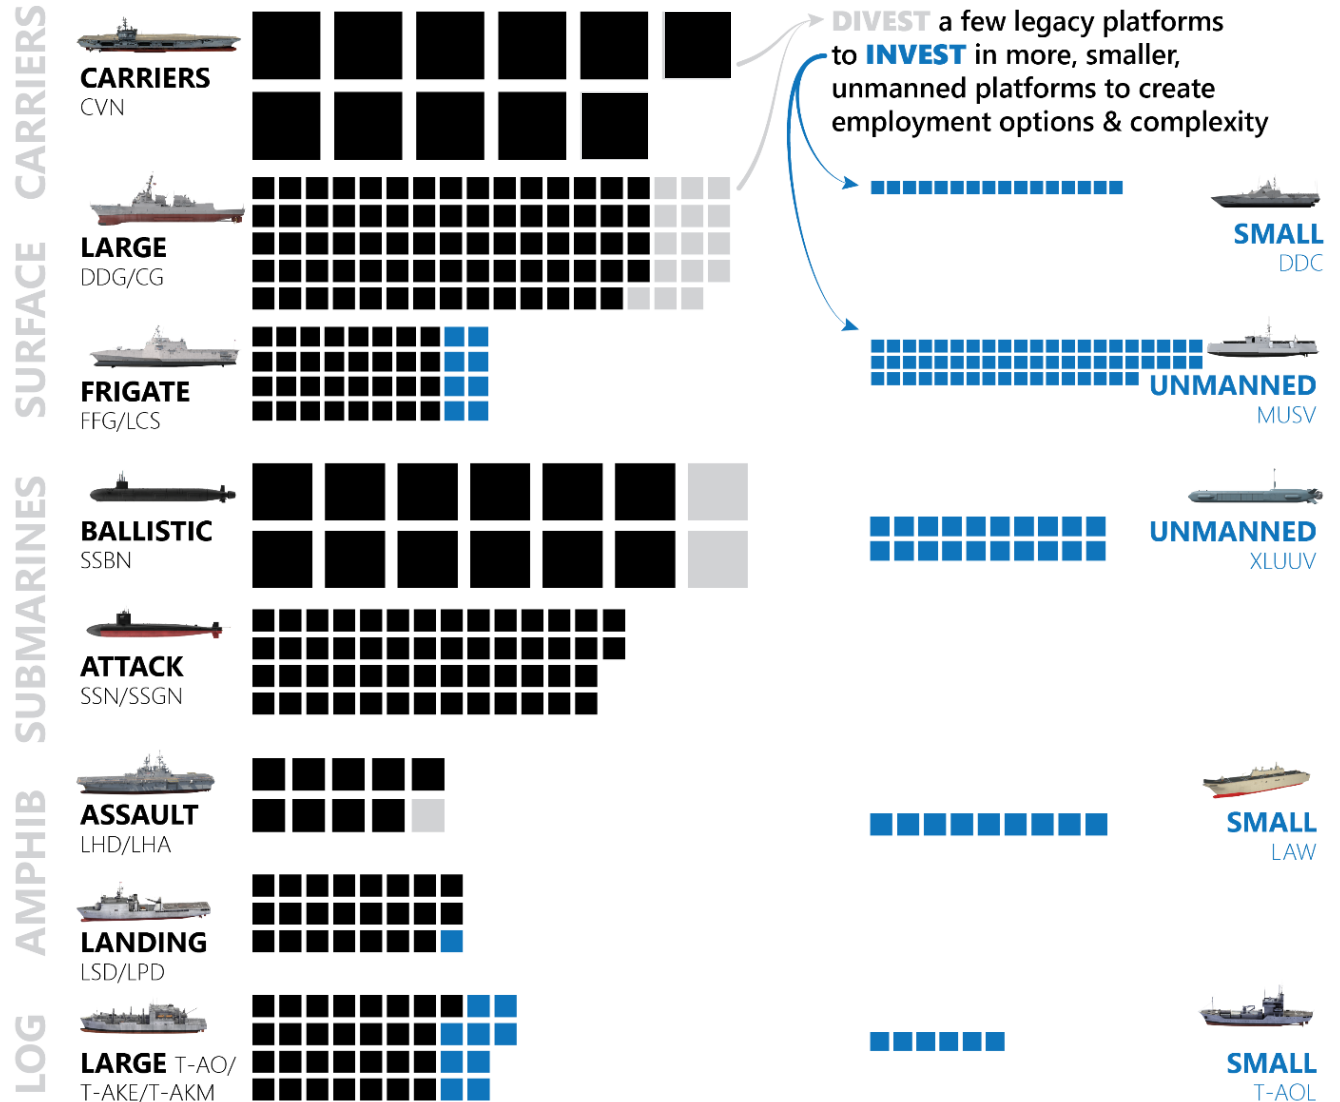 CARRIERS
SURFACE
SUBMARINES
AMPHIB
LOG
DIVEST a few legacy platforms
to INVEST in more, smaller,
unmanned platforms to create
employment options & complexity
CARRIERS
CVN
LARGE
DDG/CG
SMALL
DDC
FRIGATE
FFG/LCS
UNMANNED
MUSV
BALLISTIC
SSBN
UNMANNED
XLUUV
ATTACK
SSN/SSGN
ASSAULT
LHD/LHA
SMALL
LAW
LANDING
LSD/LPD
LARGE T-AO/
T-AKE/T-AKM
SMALL
T-AOL